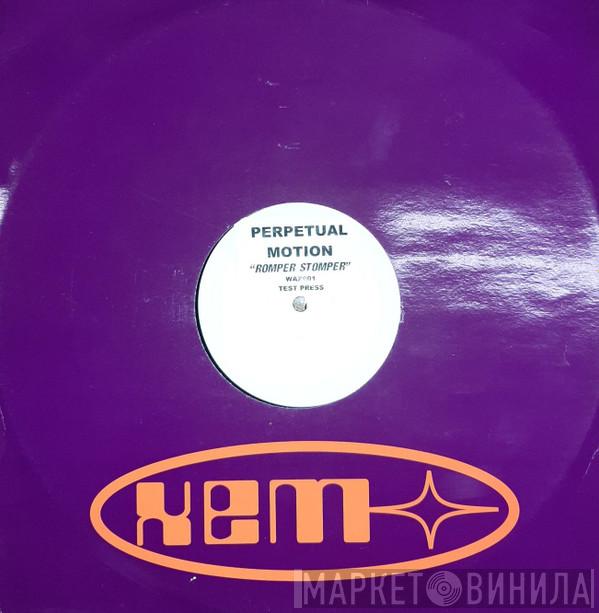 PERPETUAL
MOTION
"ROMPER STOMPER"
TEST PRESS
xem
МАРКЕТ ВИНИЛА